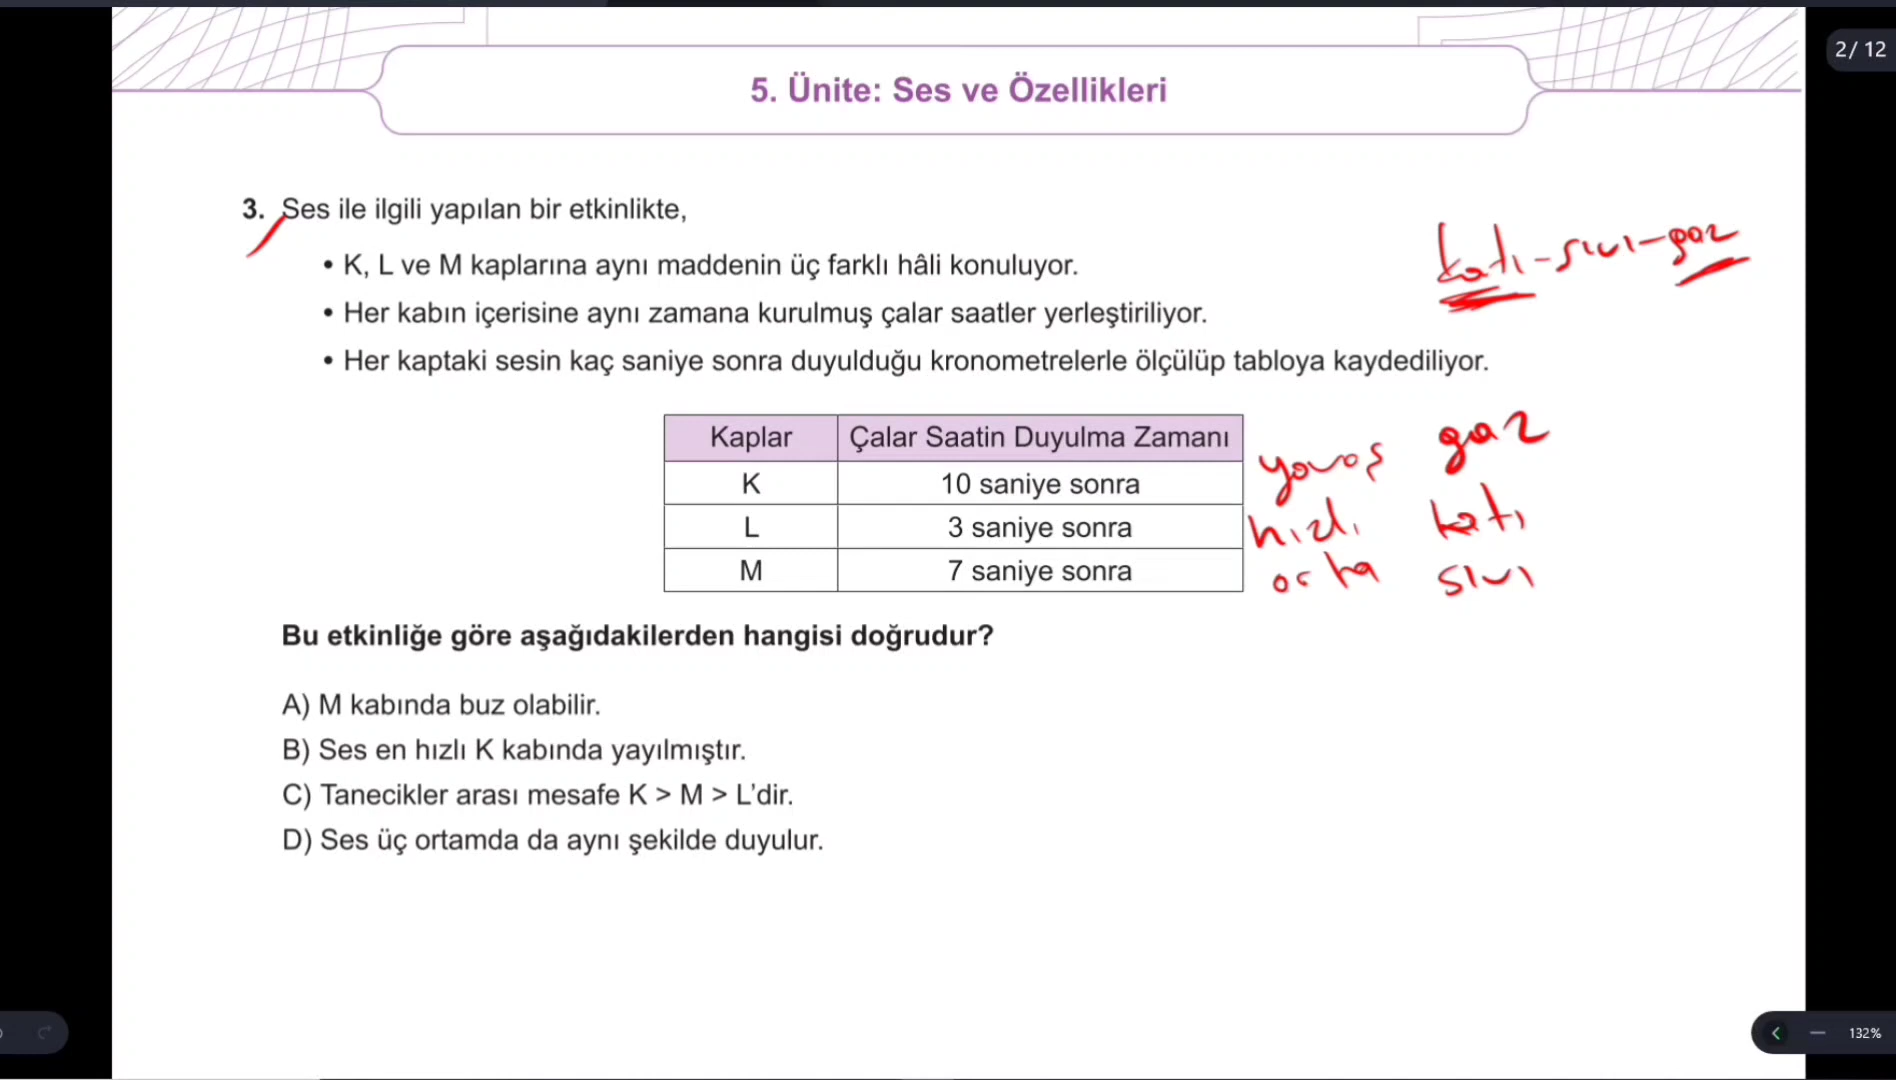 2/ 12
5. Ünite: Ses ve Özellikleri
3. Ses ile ilgili yapılan bir etkinlikte,
katı-sıvı-gaz
• K, L ve M kaplarına aynı maddenin üç farklı hâli konuluyor.
• Her kabın içerisine aynı zamana kurulmuş çalar saatler yerleştiriliyor.
• Her kaptaki sesin kaç saniye sonra duyulduğu kronometrelerle ölçülüp tabloya kaydediliyor.
Kaplar Çalar Saatin Duyulma Zamanı
K 10 saniye sonra yavaş gaz
L 3 saniye sonra hızlı katı
M 7 saniye sonra orta sıvı
Bu etkinliğe göre aşağıdakilerden hangisi doğrudur?
A) M kabında buz olabilir.
B) Ses en hızlı K kabında yayılmıştır.
C) Tanecikler arası mesafe K > M > L’dir.
D) Ses üç ortamda da aynı şekilde duyulur.
132%